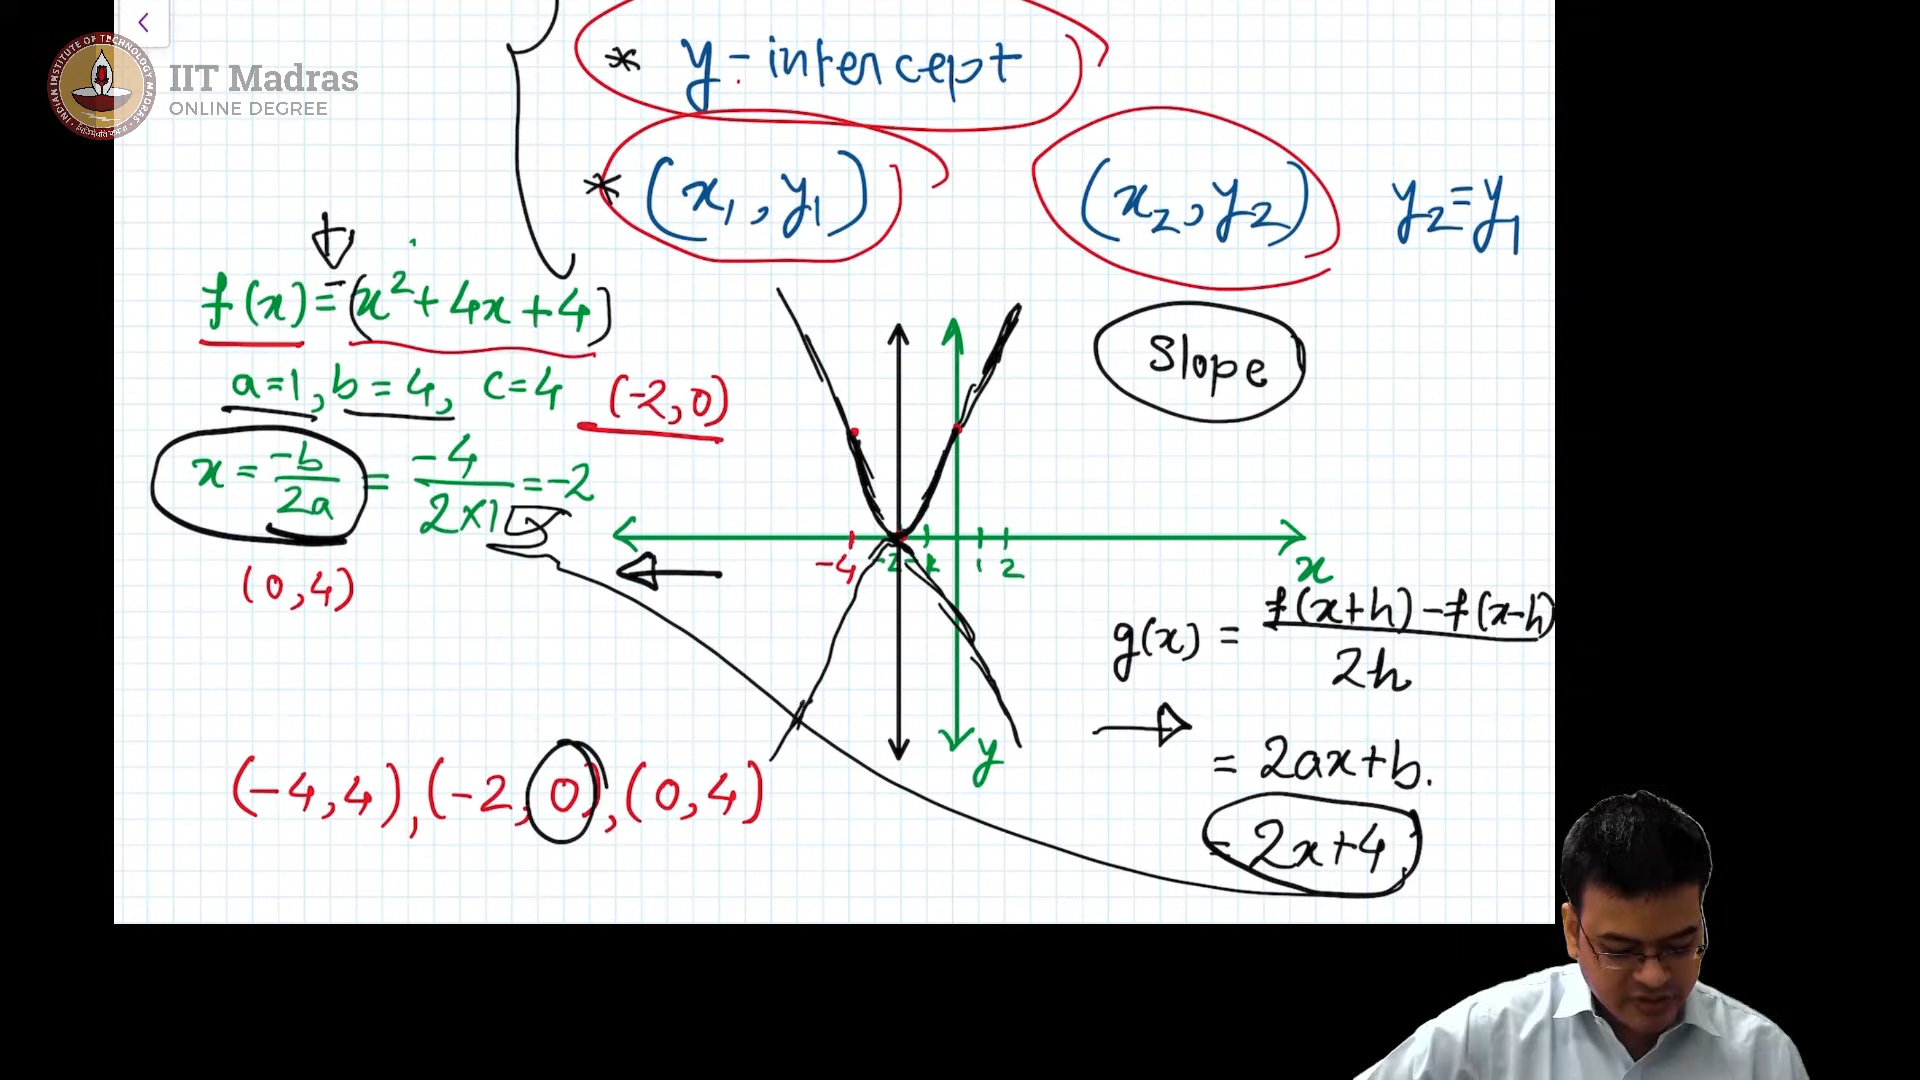 IIT Madras
ONLINE DEGREE
* y-intercept
* (x₁, y₁) (x₂, y₂) y₂=y₁
f(x)=-(x²+4x+4)
a=1, b=4, c=4 (-2,0)
x = -b/2a = -4/2×1 = -2
(0,4)
Slope
-4 -2 -1 1 2
x
y
g(x) = f(x+h)-f(x-h)/2h
= 2ax+b.
= 2x+4
(-4,4), (-2,0), (0,4)